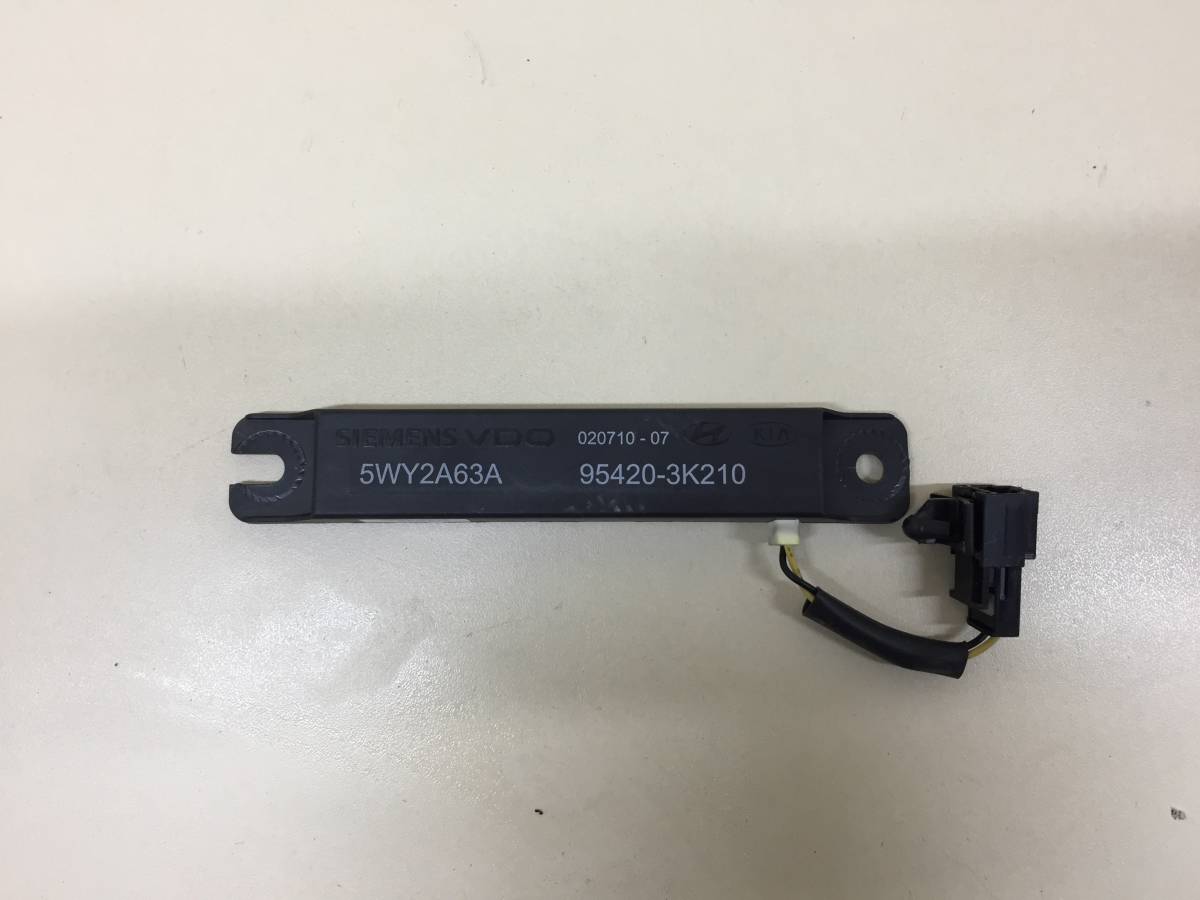 SIEMENS VDO 020710 - 07 KIA
5WY2A63A 95420-3K210